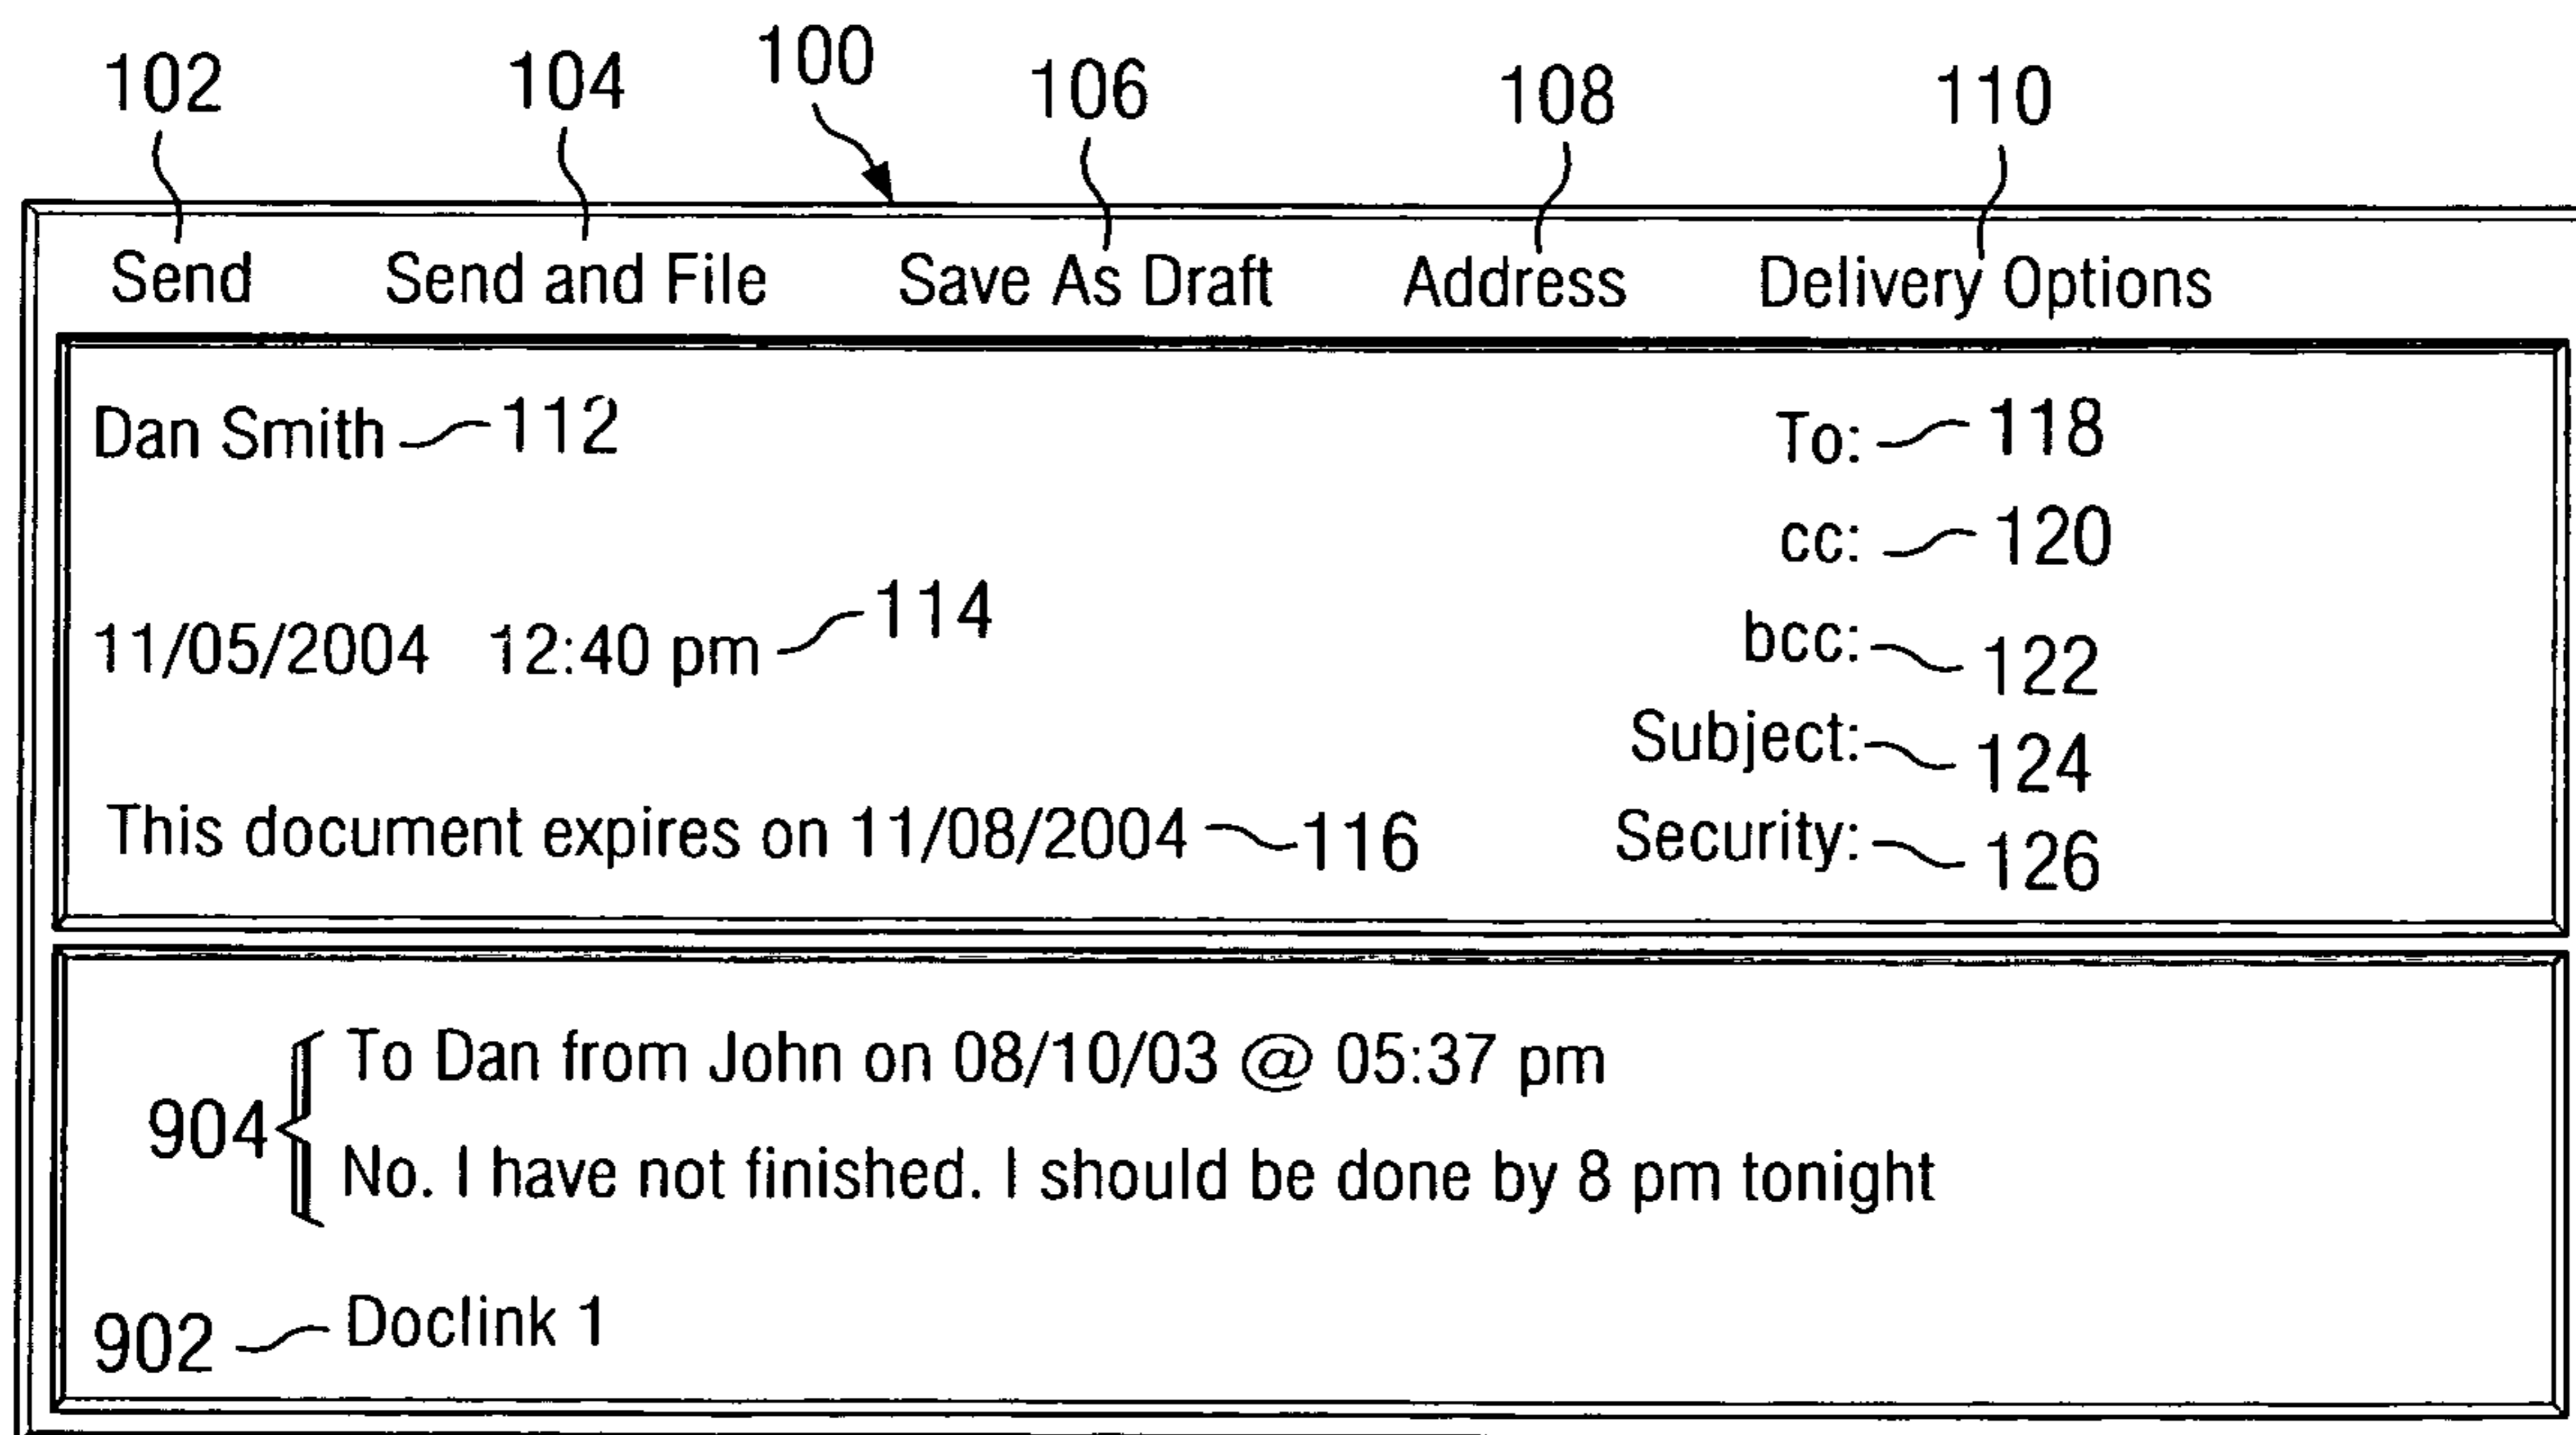 102 104 100 106 108 110
Send Send and File Save As Draft Address Delivery Options
Dan Smith 112 To: 118
cc: 120
11/05/2004 12:40 pm 114 bcc: 122
Subject: 124
This document expires on 11/08/2004 116 Security: 126
To Dan from John on 08/10/03 @ 05:37 pm
904
No. I have not finished. I should be done by 8 pm tonight
902 Doclink 1